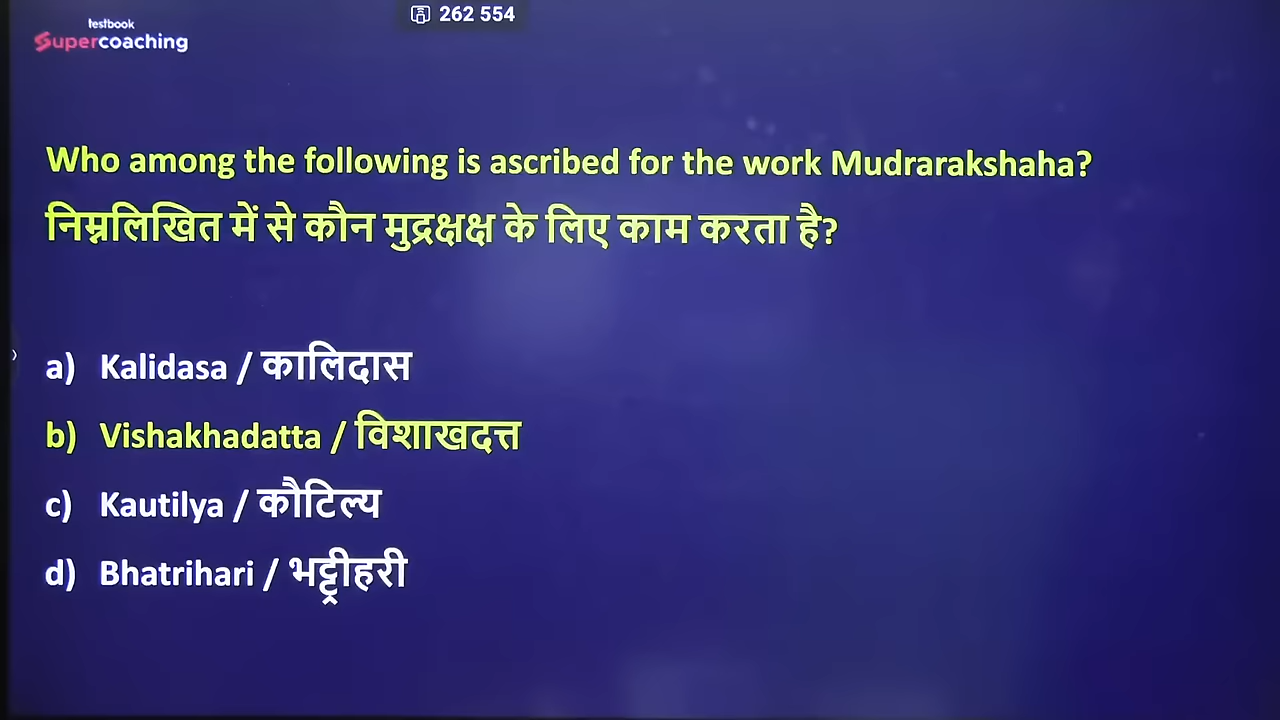 testbook
Supercoaching
262 554
Who among the following is ascribed for the work Mudrarakshaha?
निम्नलिखित में से कौन मुद्रक्षक्ष के लिए काम करता है?
a) Kalidasa / कालिदास
b) Vishakhadatta / विशाखदत्त
c) Kautilya / कौटिल्य
d) Bhatrihari / भट्ट्रीहरी